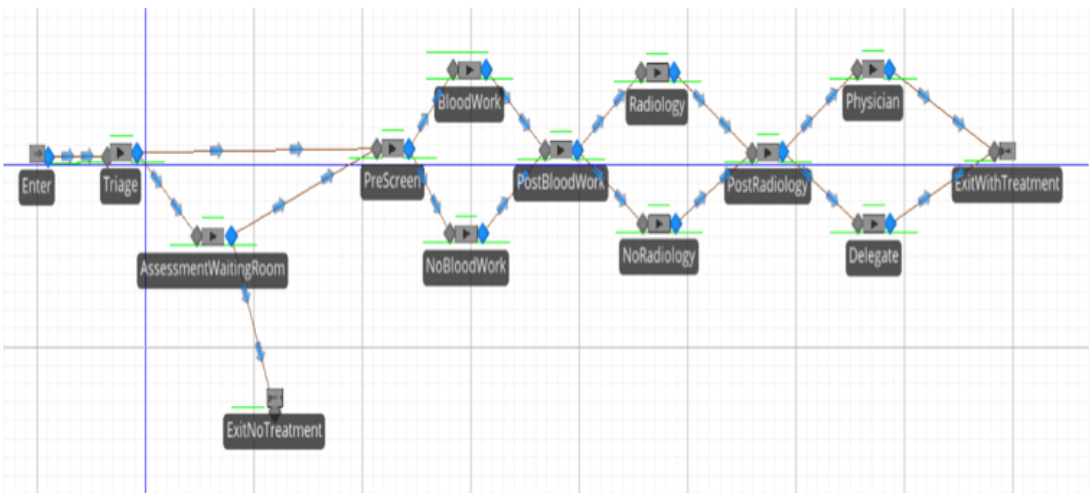 Enter
Triage
AssessmentWaitingRoom
ExitNoTreatment
PreScreen
BloodWork
NoBloodWork
PostBloodWork
Radiology
NoRadiology
PostRadiology
Physician
Delegate
ExitWithTreatment